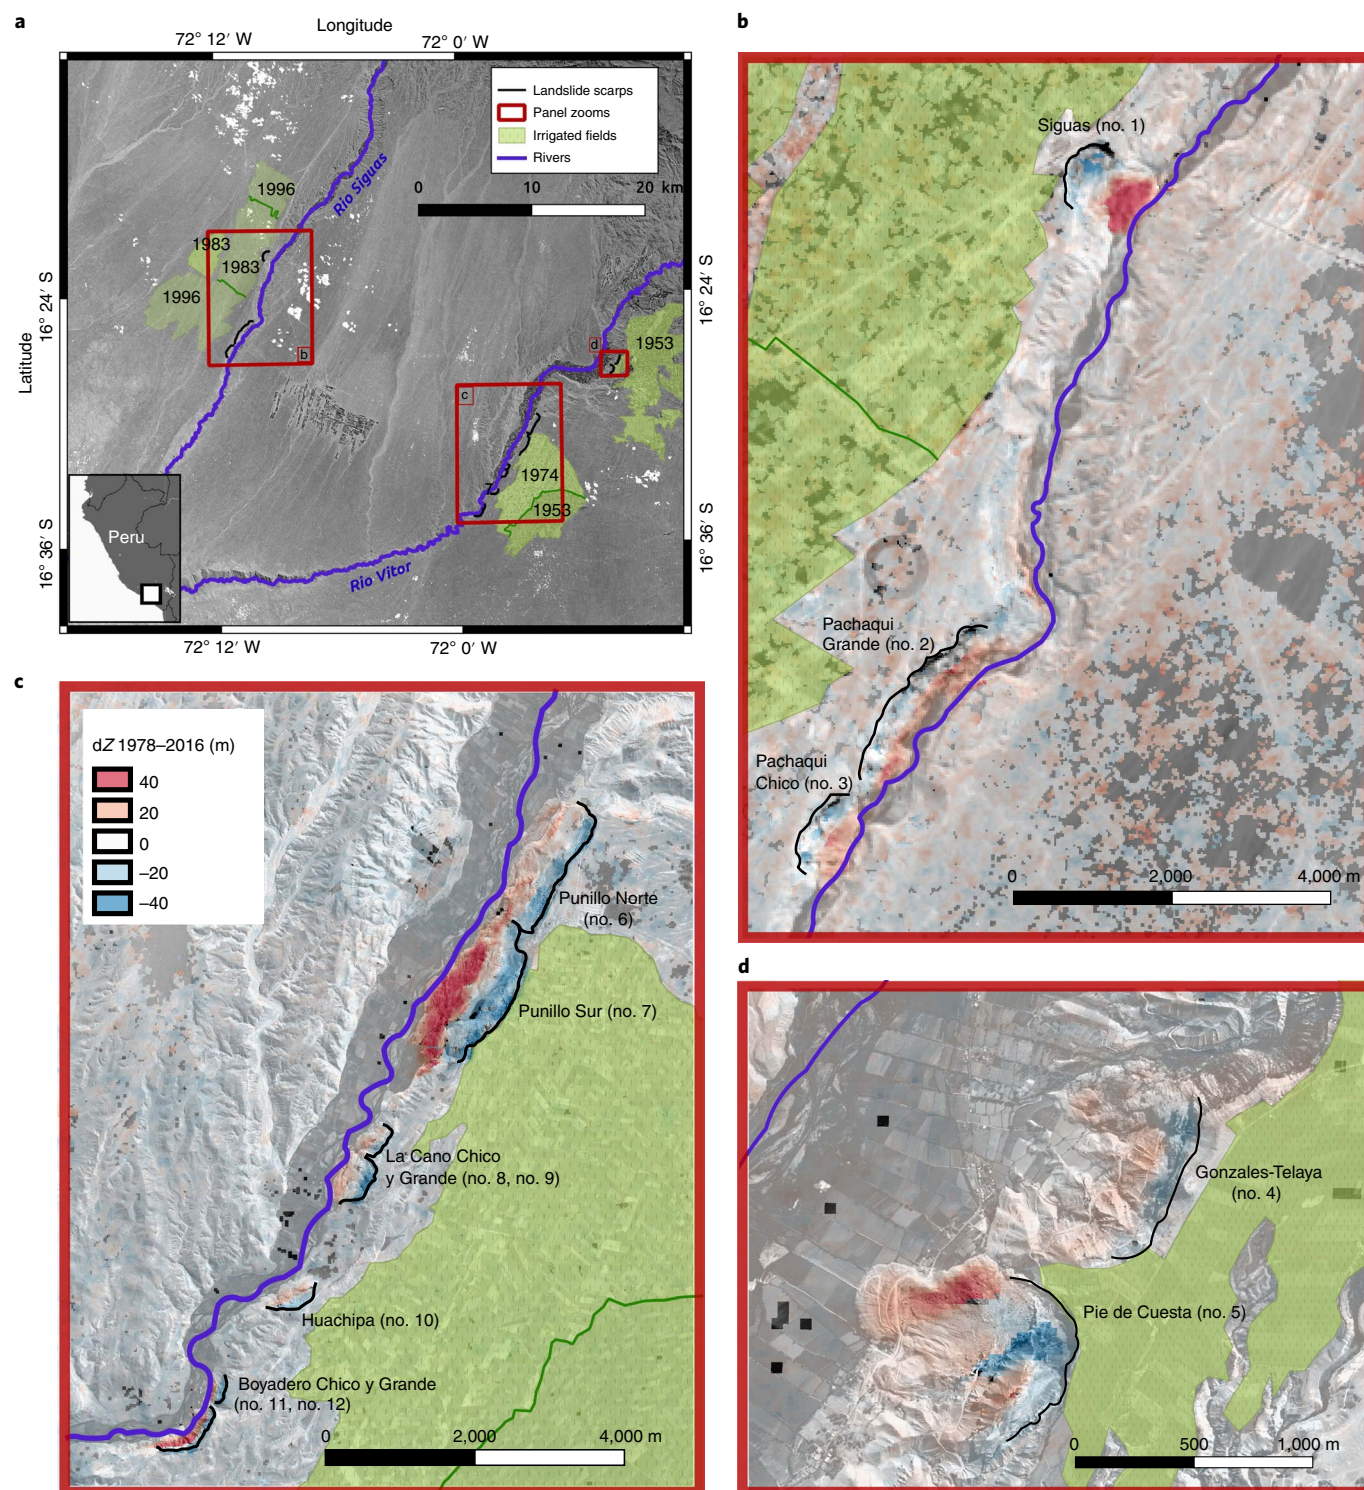 a
Longitude
72° 12′ W
72° 0′ W
Landslide scarps
Panel zooms
Irrigated fields
Rivers
0
10
20 km
Rio Siguas
1996
1983
1983
1996
b
16° 24′ S
16° 24′ S
Latitude
d
1953
c
1974
1953
16° 36′ S
16° 36′ S
Peru
Rio Vitor
72° 12′ W
72° 0′ W
b
Siguas (no. 1)
Pachaqui
Grande (no. 2)
Pachaqui
Chico (no. 3)
0
2,000
4,000 m
c
dZ 1978–2016 (m)
40
20
0
–20
–40
Punillo Norte
(no. 6)
Punillo Sur (no. 7)
La Cano Chico
y Grande (no. 8, no. 9)
Huachipa (no. 10)
Boyadero Chico y Grande
(no. 11, no. 12)
0
2,000
4,000 m
d
Gonzales-Telaya
(no. 4)
Pie de Cuesta (no. 5)
0
500
1,000 m